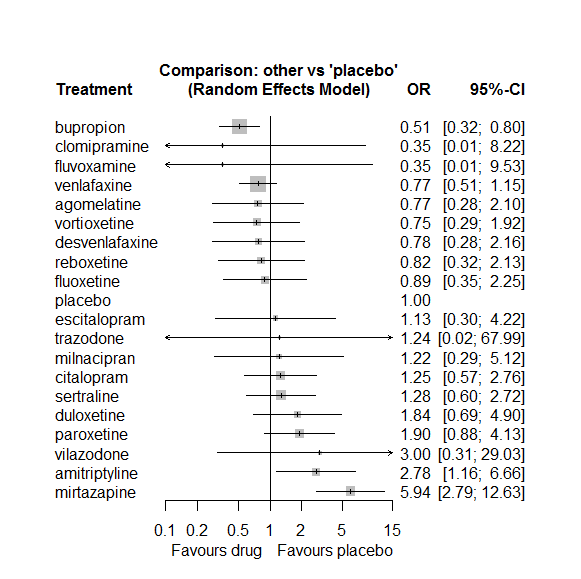 Comparison: other vs 'placebo'
Treatment (Random Effects Model) OR 95%-CI
bupropion 0.51 [0.32; 0.80]
clomipramine 0.35 [0.01; 8.22]
fluvoxamine 0.35 [0.01; 9.53]
venlafaxine 0.77 [0.51; 1.15]
agomelatine 0.77 [0.28; 2.10]
vortioxetine 0.75 [0.29; 1.92]
desvenlafaxine 0.78 [0.28; 2.16]
reboxetine 0.82 [0.32; 2.13]
fluoxetine 0.89 [0.35; 2.25]
placebo 1.00
escitalopram 1.13 [0.30; 4.22]
trazodone 1.24 [0.02; 67.99]
milnacipran 1.22 [0.29; 5.12]
citalopram 1.25 [0.57; 2.76]
sertraline 1.28 [0.60; 2.72]
duloxetine 1.84 [0.69; 4.90]
paroxetine 1.90 [0.88; 4.13]
vilazodone 3.00 [0.31; 29.03]
amitriptyline 2.78 [1.16; 6.66]
mirtazapine 5.94 [2.79; 12.63]
0.1 0.2 0.5 1 2 5 15
Favours drug Favours placebo